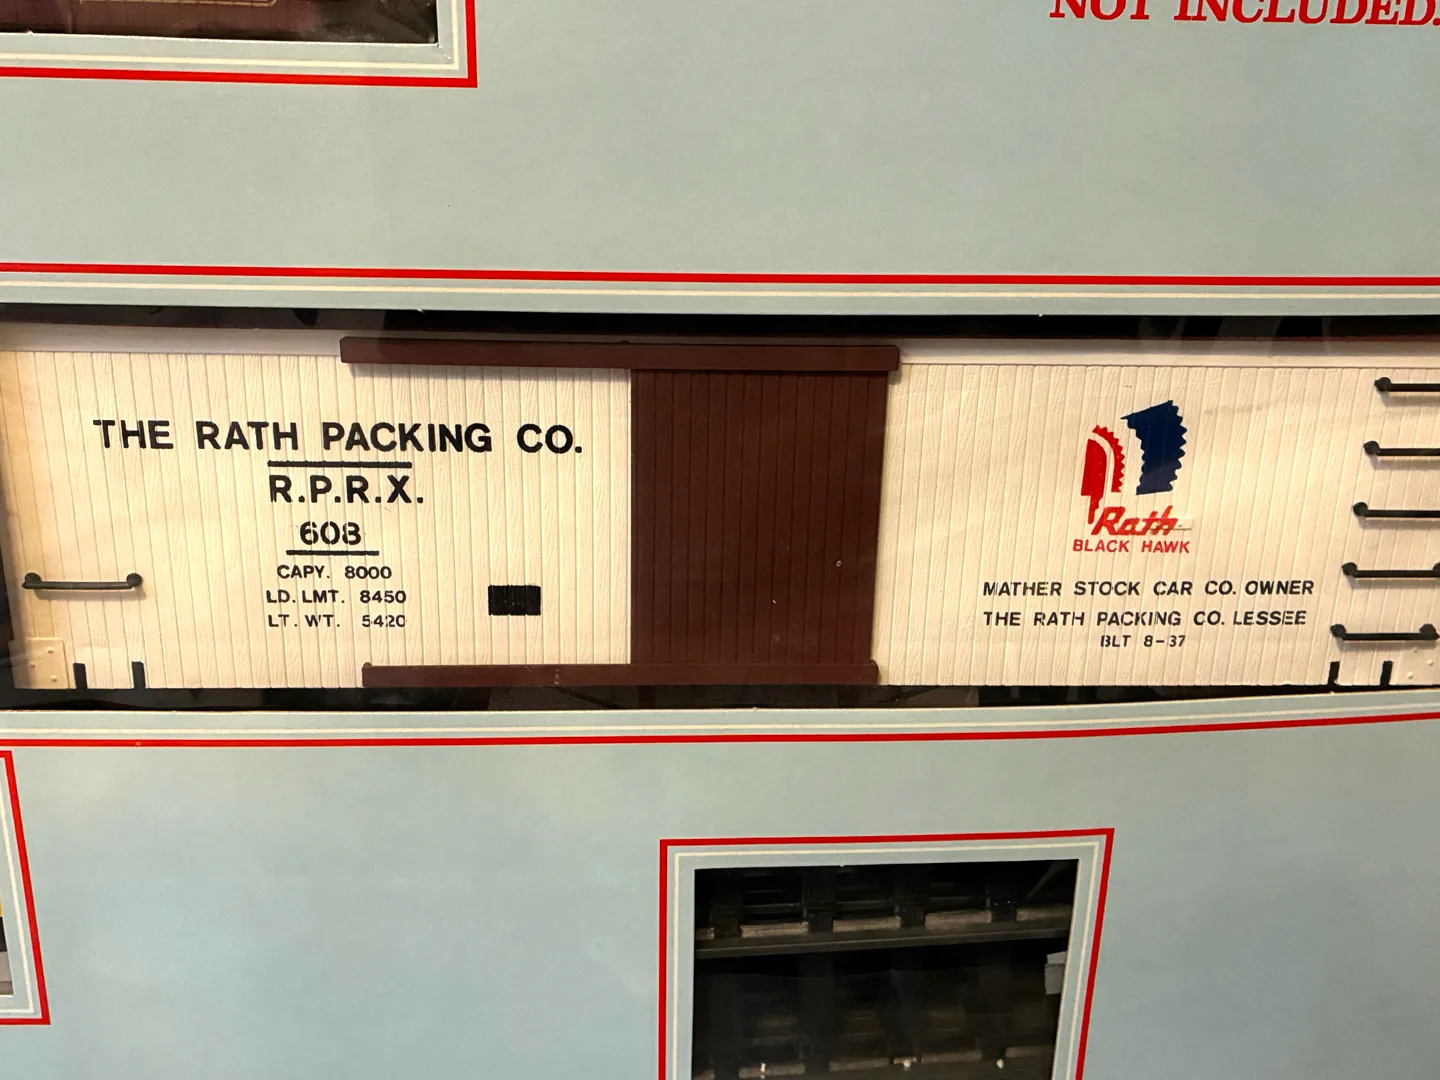 NOT INCLUDED.
THE RATH PACKING CO.
R.P.R.X.
608
CAPY. 8000
LD. LMT. 8450
LT. WT. 5420
Rath
BLACK HAWK
MATHER STOCK CAR CO. OWNER
THE RATH PACKING CO. LESSEE
BLT 8-37